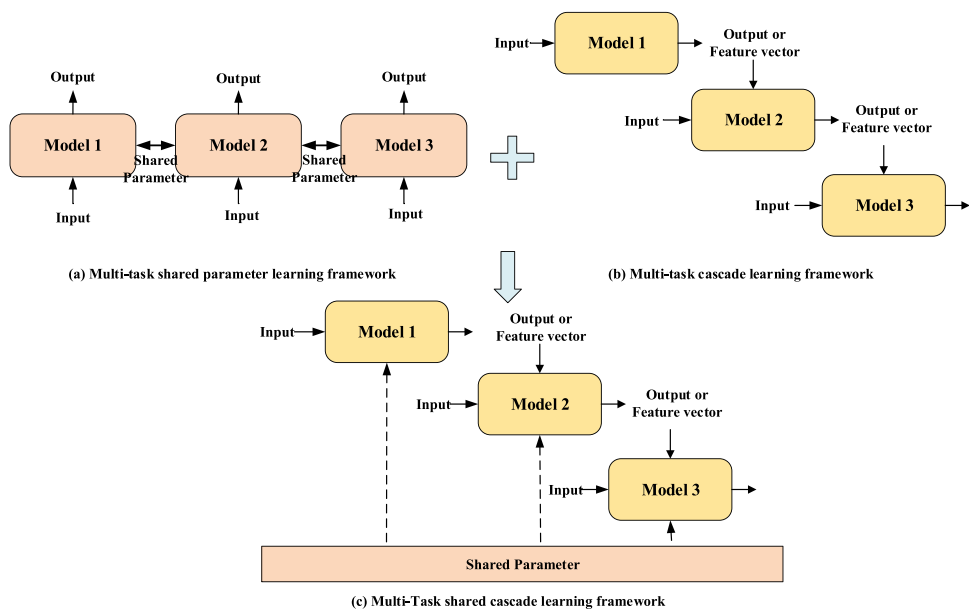 Output
Output
Output
Model 1
Model 2
Model 3
Shared
Parameter
Shared
Parameter
Input
Input
Input
(a) Multi-task shared parameter learning framework
Input
Model 1
Output or
Feature vector
Input
Model 2
Output or
Feature vector
Input
Model 3
(b) Multi-task cascade learning framework
Input
Model 1
Output or
Feature vector
Input
Model 2
Output or
Feature vector
Input
Model 3
Shared Parameter
(c) Multi-Task shared cascade learning framework